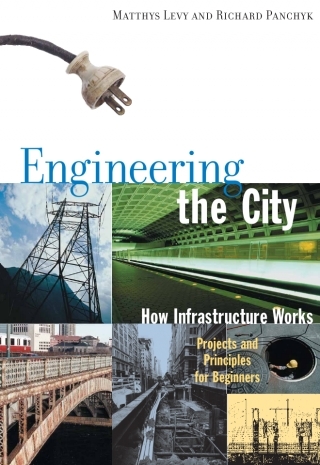 MATTHYS LEVY AND RICHARD PANCHYK
Engineering
the City
How Infrastructure Works
Projects and
Principles
for Beginners